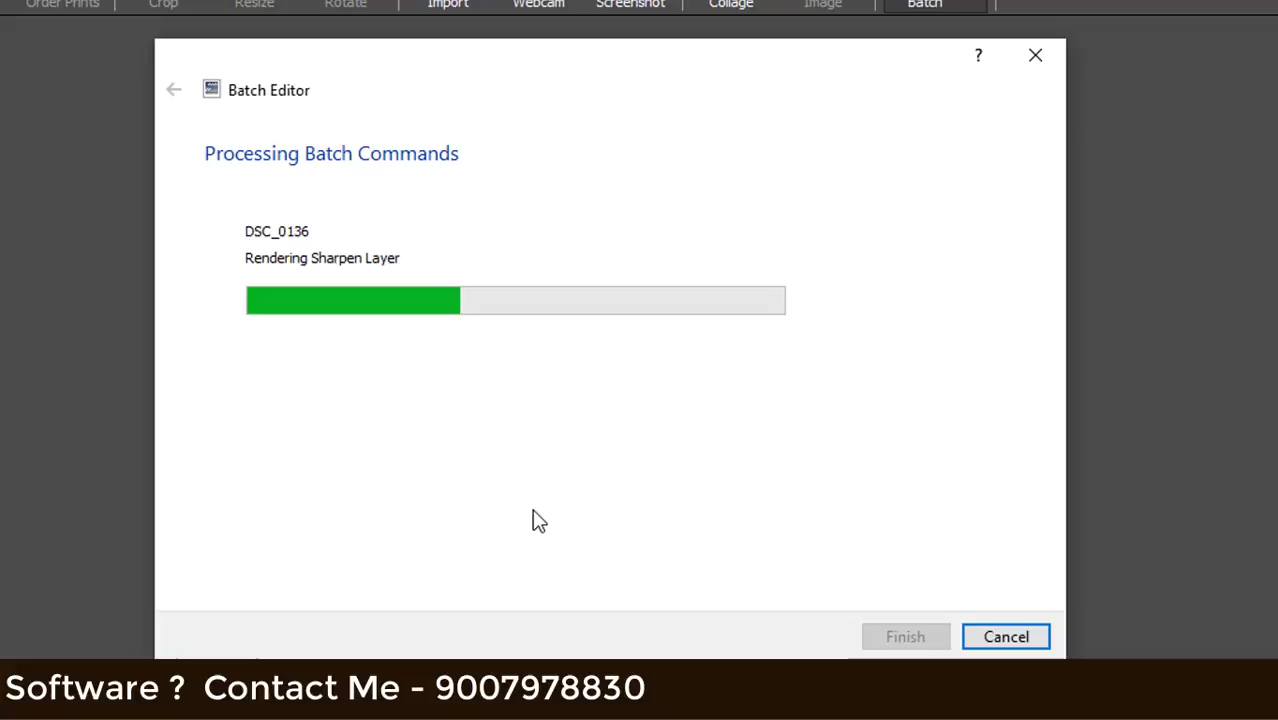 Order Prints Crop Resize Rotate Import Webcam Screenshot Collage Image Batch
?
Batch Editor
Processing Batch Commands
DSC_0136
Rendering Sharpen Layer
Finish Cancel
Software ? Contact Me - 9007978830